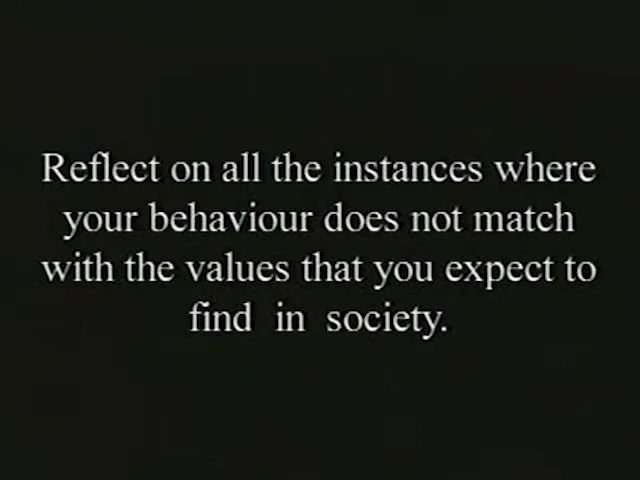 Reflect on all the instances where
your behaviour does not match
with the values that you expect to
find in society.